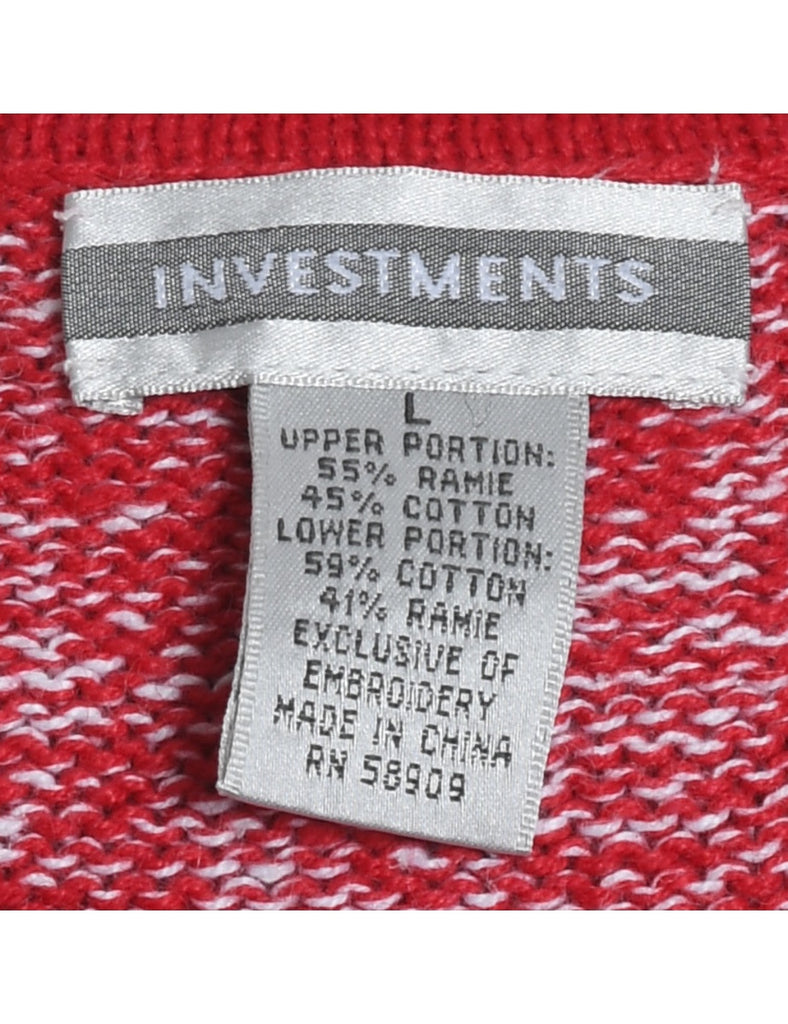 INVESTMENTS
L
UPPER PORTION:
55% RAMIE
45% COTTON
LOWER PORTION:
59% COTTON
41% RAMIE
EXCLUSIVE OF
EMBROIDERY
MADE IN CHINA
RN 58909